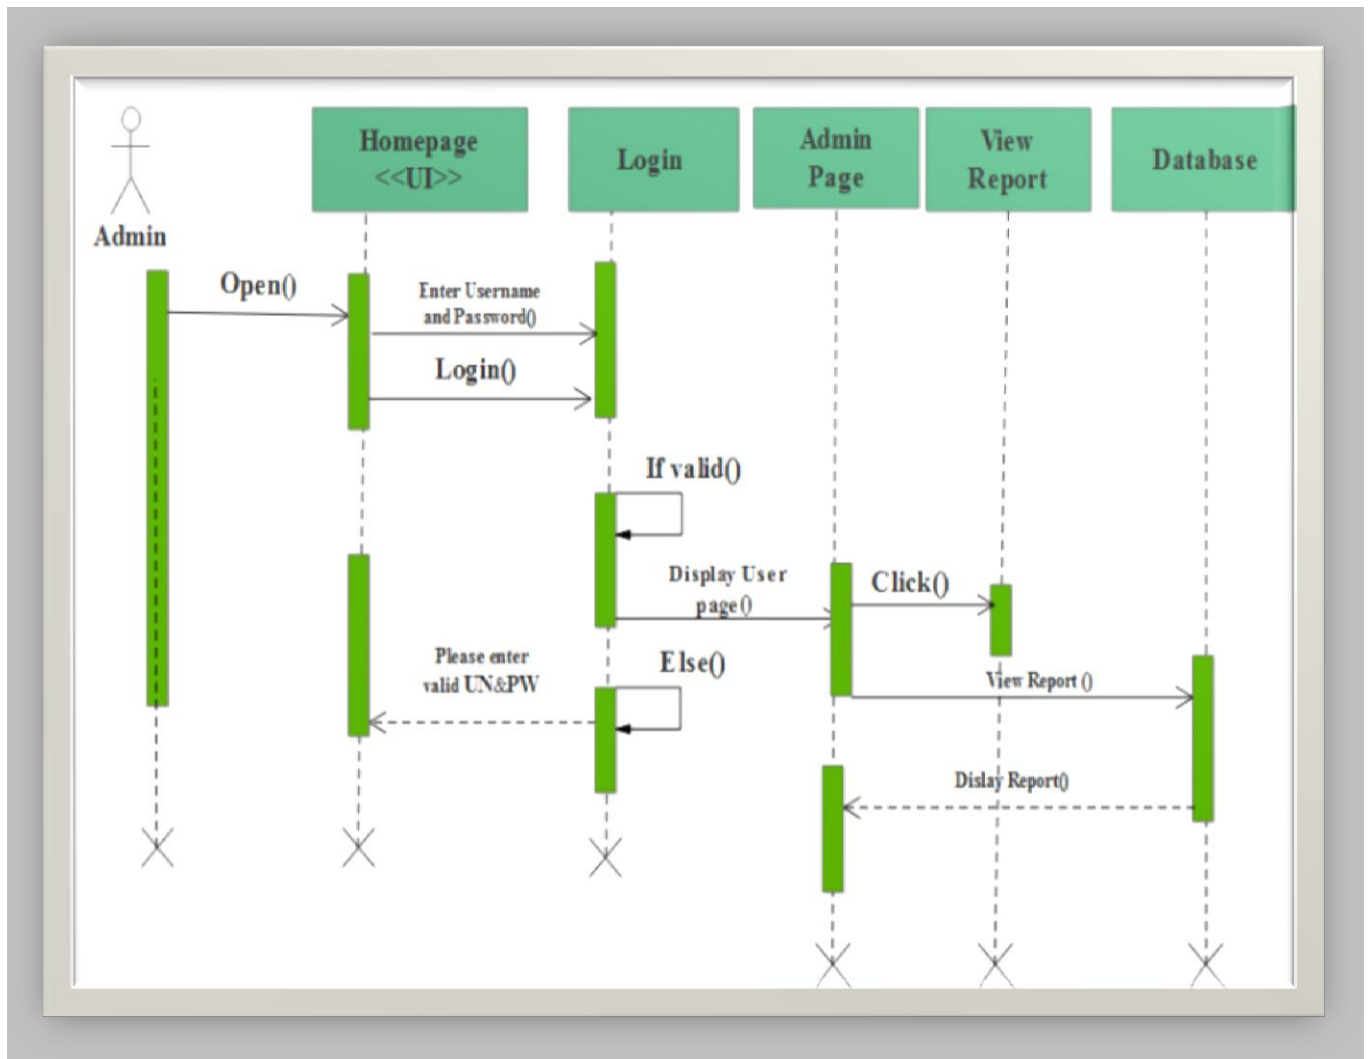 Homepage
<<UI>>
Login
Admin
Page
View
Report
Database
Admin
Open()
Enter Username
and Password()
Login()
If valid()
Display User
page()
Click()
Please enter
valid UN&PW
Else()
View Report ()
Dislay Report()